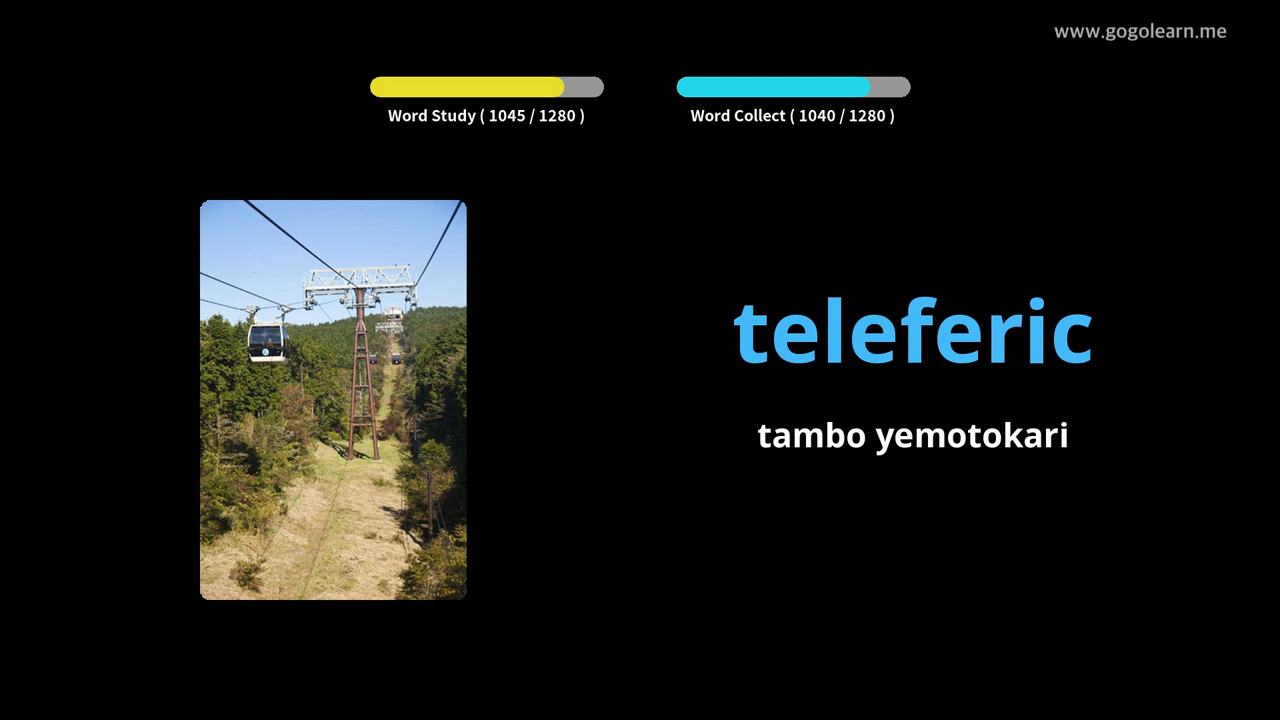 www.gogolearn.me
Word Study ( 1045 / 1280 )
Word Collect ( 1040 / 1280 )
teleferic
tambo yemotokari